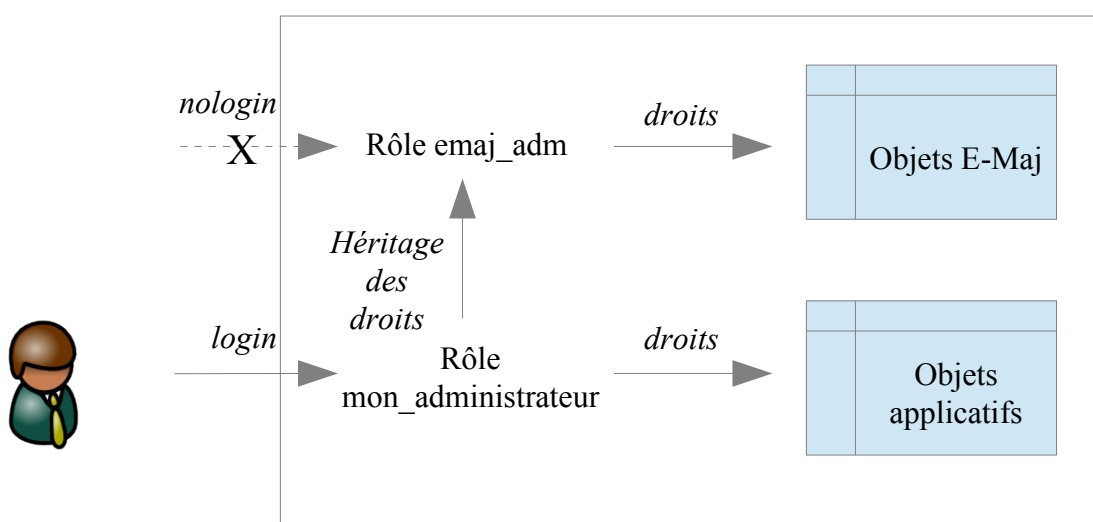 nologin
X
Rôle emaj_adm
droits
Objets E-Maj
Héritage
des
droits
login
Rôle
mon_administrateur
droits
Objets
applicatifs